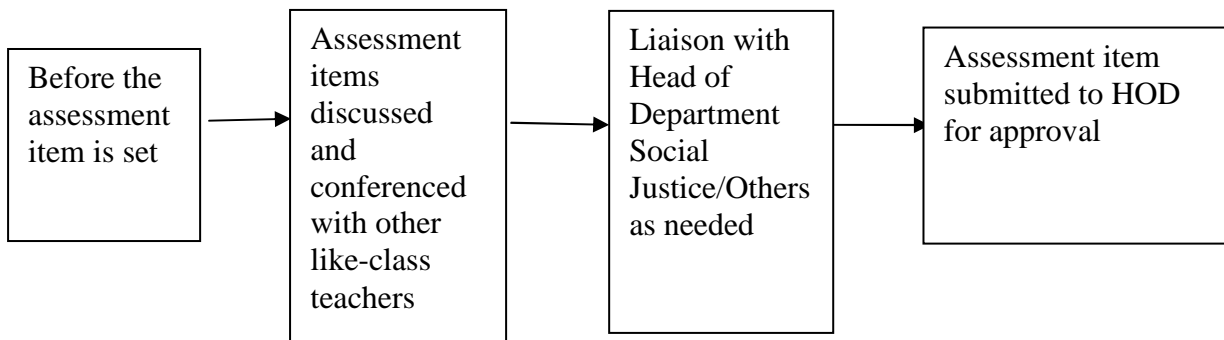 Before the
assessment
item is set
Assessment
items
discussed
and
conferenced
with other
like-class
teachers
Liaison with
Head of
Department
Social
Justice/Others
as needed
Assessment item
submitted to HOD
for approval